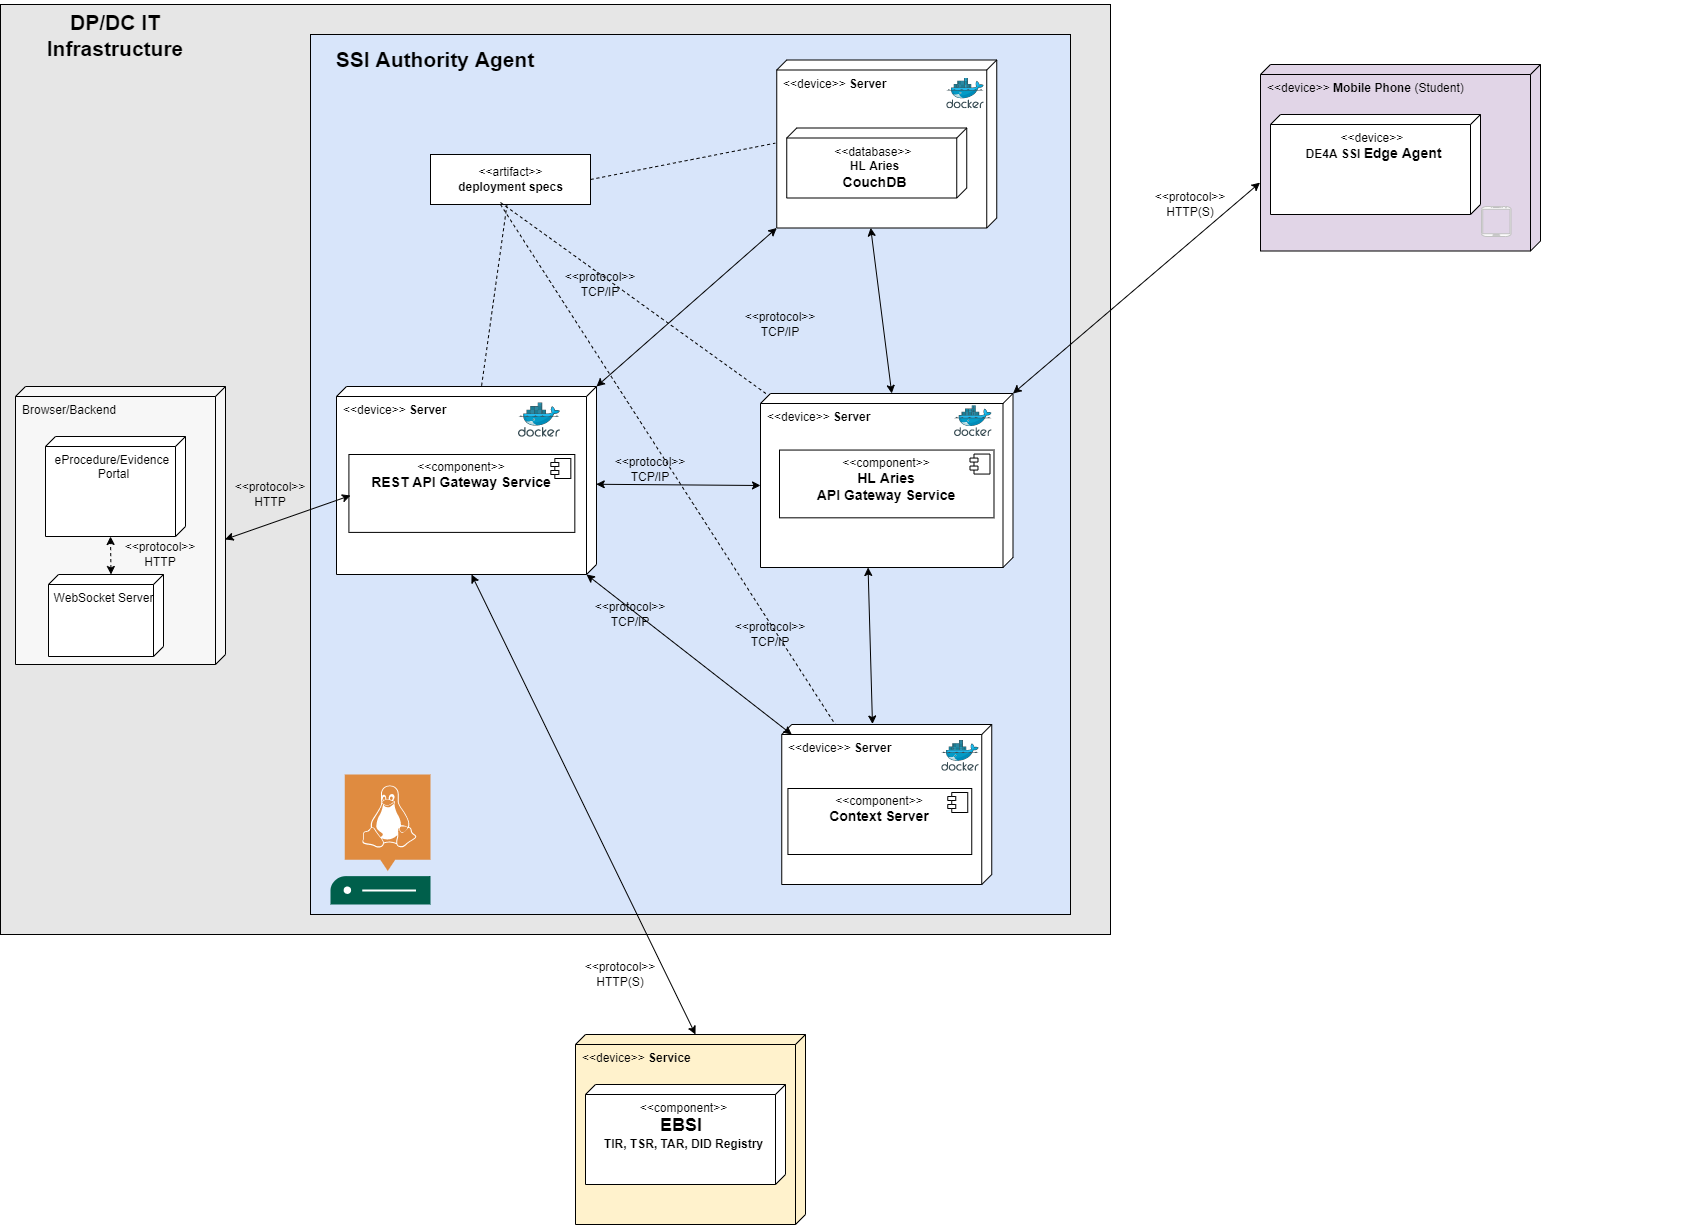 DP/DC IT
Infrastructure
SSI Authority Agent
<<device>> Server
docker
<<database>>
HL Aries
CouchDB
<<artifact>>
deployment specs
<<device>> Mobile Phone (Student)
<<device>>
DE4A SSI Edge Agent
<<protocol>>
HTTP(S)
<<protocol>>
TCP/IP
<<protocol>>
TCP/IP
Browser/Backend
eProcedure/Evidence
Portal
<<protocol>>
HTTP
WebSocket Server
<<protocol>>
HTTP
<<device>> Server
docker
<<component>>
REST API Gateway Service
<<protocol>>
TCP/IP
<<device>> Server
docker
<<component>>
HL Aries
API Gateway Service
<<protocol>>
TCP/IP
<<protocol>>
TCP/IP
<<device>> Server
docker
<<component>>
Context Server
<<protocol>>
HTTP(S)
<<device>> Service
<<component>>
EBSI
TIR, TSR, TAR, DID Registry